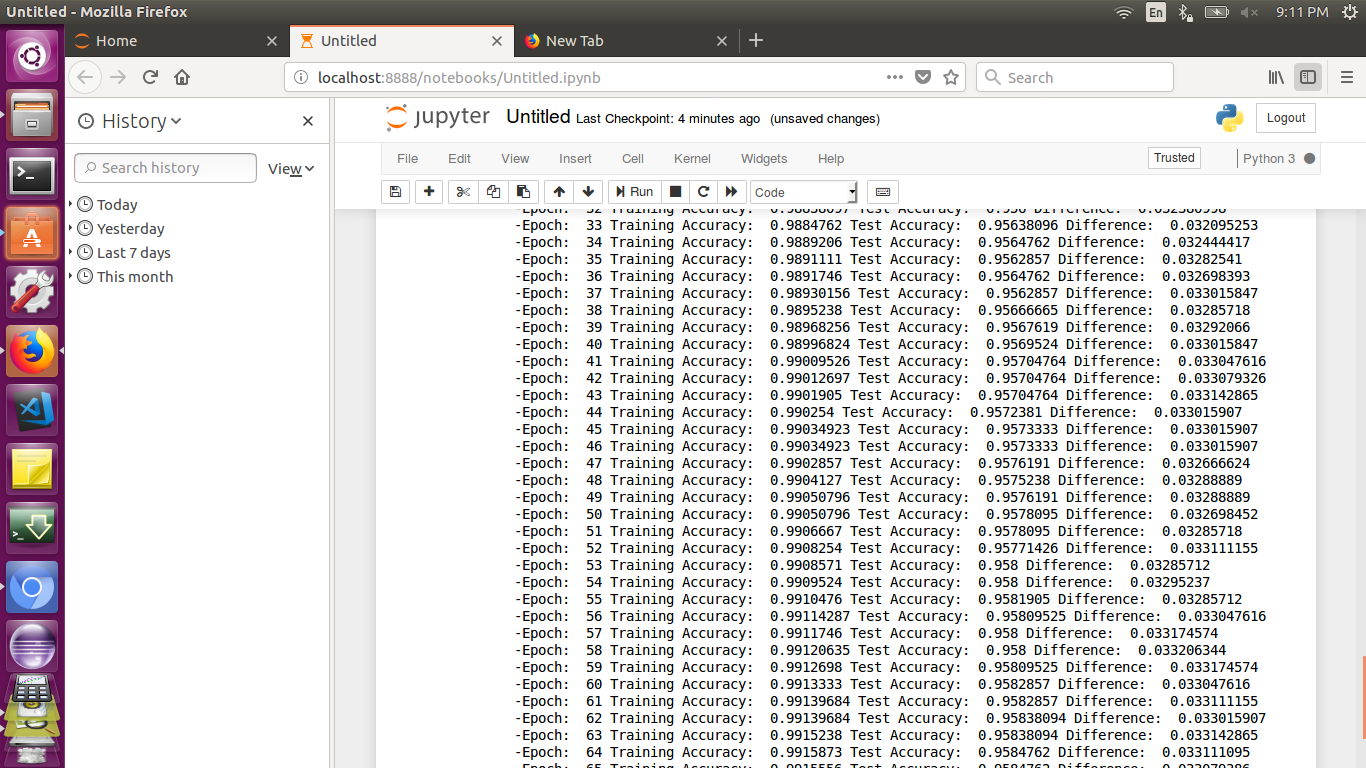 Untitled - Mozilla Firefox
En
9:11 PM
Home
Untitled
New Tab
localhost:8888/notebooks/Untitled.ipynb
Search
History
Search history
View
Today
Yesterday
Last 7 days
This month
jupyter Untitled Last Checkpoint: 4 minutes ago (unsaved changes)
Logout
File Edit View Insert Cell Kernel Widgets Help
Trusted
Python 3
Run
Code
-Epoch: 32 Training Accuracy: Test Accuracy: 0.956 Difference:
-Epoch: 33 Training Accuracy: 0.9884762 Test Accuracy: 0.95638096 Difference: 0.032095253
-Epoch: 34 Training Accuracy: 0.9889206 Test Accuracy: 0.9564762 Difference: 0.032444417
-Epoch: 35 Training Accuracy: 0.9891111 Test Accuracy: 0.9562857 Difference: 0.03282541
-Epoch: 36 Training Accuracy: 0.9891746 Test Accuracy: 0.9564762 Difference: 0.032698393
-Epoch: 37 Training Accuracy: 0.98930156 Test Accuracy: 0.9562857 Difference: 0.033015847
-Epoch: 38 Training Accuracy: 0.9895238 Test Accuracy: 0.95666665 Difference: 0.03285718
-Epoch: 39 Training Accuracy: 0.98968256 Test Accuracy: 0.9567619 Difference: 0.03292066
-Epoch: 40 Training Accuracy: 0.98996824 Test Accuracy: 0.9569524 Difference: 0.033015847
-Epoch: 41 Training Accuracy: 0.99009526 Test Accuracy: 0.95704764 Difference: 0.033047616
-Epoch: 42 Training Accuracy: 0.99012697 Test Accuracy: 0.95704764 Difference: 0.033079326
-Epoch: 43 Training Accuracy: 0.9901905 Test Accuracy: 0.95704764 Difference: 0.033142865
-Epoch: 44 Training Accuracy: 0.990254 Test Accuracy: 0.9572381 Difference: 0.033015907
-Epoch: 45 Training Accuracy: 0.99034923 Test Accuracy: 0.9573333 Difference: 0.033015907
-Epoch: 46 Training Accuracy: 0.99034923 Test Accuracy: 0.9573333 Difference: 0.033015907
-Epoch: 47 Training Accuracy: 0.9902857 Test Accuracy: 0.9576191 Difference: 0.032666624
-Epoch: 48 Training Accuracy: 0.9904127 Test Accuracy: 0.9575238 Difference: 0.03288889
-Epoch: 49 Training Accuracy: 0.99050796 Test Accuracy: 0.9576191 Difference: 0.03288889
-Epoch: 50 Training Accuracy: 0.99050796 Test Accuracy: 0.9578095 Difference: 0.032698452
-Epoch: 51 Training Accuracy: 0.9906667 Test Accuracy: 0.9578095 Difference: 0.03285718
-Epoch: 52 Training Accuracy: 0.9908254 Test Accuracy: 0.95771426 Difference: 0.033111155
-Epoch: 53 Training Accuracy: 0.9908571 Test Accuracy: 0.958 Difference: 0.03285712
-Epoch: 54 Training Accuracy: 0.9909524 Test Accuracy: 0.958 Difference: 0.03295237
-Epoch: 55 Training Accuracy: 0.9910476 Test Accuracy: 0.9581905 Difference: 0.03285712
-Epoch: 56 Training Accuracy: 0.99114287 Test Accuracy: 0.95809525 Difference: 0.033047616
-Epoch: 57 Training Accuracy: 0.9911746 Test Accuracy: 0.958 Difference: 0.033174574
-Epoch: 58 Training Accuracy: 0.99120635 Test Accuracy: 0.958 Difference: 0.033206344
-Epoch: 59 Training Accuracy: 0.9912698 Test Accuracy: 0.95809525 Difference: 0.033174574
-Epoch: 60 Training Accuracy: 0.9913333 Test Accuracy: 0.9582857 Difference: 0.033047616
-Epoch: 61 Training Accuracy: 0.99139684 Test Accuracy: 0.9582857 Difference: 0.033111155
-Epoch: 62 Training Accuracy: 0.99139684 Test Accuracy: 0.95838094 Difference: 0.033015907
-Epoch: 63 Training Accuracy: 0.9915238 Test Accuracy: 0.95838094 Difference: 0.033142865
-Epoch: 64 Training Accuracy: 0.9915873 Test Accuracy: 0.9584762 Difference: 0.033111095
-Epoch: 65 Training Accuracy: 0.9915556 Test Accuracy: 0.9584762 Difference: